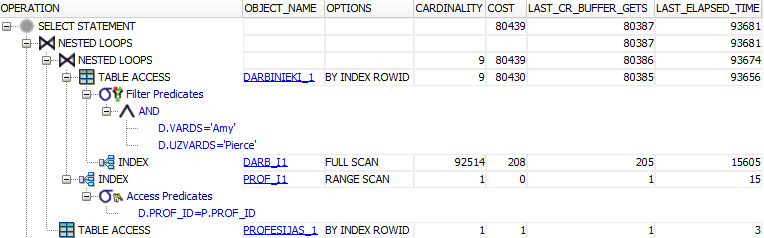 OPERATION OBJECT_NAME OPTIONS CARDINALITY COST LAST_CR_BUFFER_GETS LAST_ELAPSED_TIME
SELECT STATEMENT 80439 80387 93681
NESTED LOOPS 80387 93681
NESTED LOOPS 9 80439 80386 93674
TABLE ACCESS DARBINIEKI_1 BY INDEX ROWID 9 80430 80385 93656
Filter Predicates
AND
D.VARDS='Amy'
D.UZVARDS='Pierce'
INDEX DARB_I1 FULL SCAN 92514 208 205 15605
INDEX PROF_I1 RANGE SCAN 1 0 1 15
Access Predicates
D.PROF_ID=P.PROF_ID
TABLE ACCESS PROFESIJAS_1 BY INDEX ROWID 1 1 1 3